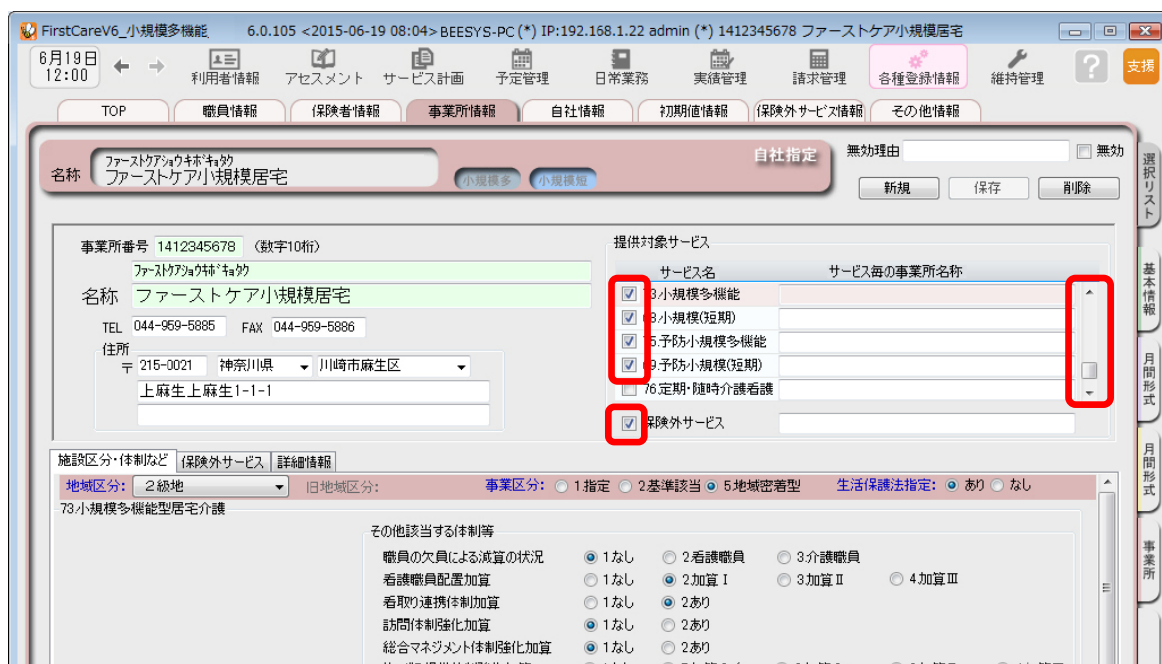 FirstCareV6_小規模多機能 6.0.105 <2015-06-19 08:04> BEESYS-PC (*) IP:192.168.1.22 admin (*) 1412345678 ファーストケア小規模居宅
6月19日
12:00
利用者情報 アセスメント サービス計画 予定管理 日常業務 実績管理 請求管理 各種登録情報 維持管理 ? 支援
TOP 職員情報 保険者情報 事業所情報 自社情報 初期値情報 保険外サービス情報 その他情報
名称 ファーストケアショウキボキョタク
ファーストケア小規模居宅
小規模多 小規模短
自社指定 無効理由 無効
新規 保存 削除
選択リスト
基本情報
月間形式
月間形式
事業所
事業所番号 1412345678 (数字10桁)
ファーストケアショウキボキョタク
名称 ファーストケア小規模居宅
TEL 044-959-5885 FAX 044-959-5886
住所
〒 215-0021 神奈川県 川崎市麻生区
上麻生上麻生1-1-1
提供対象サービス
サービス名 サービス毎の事業所名称
3.小規模多機能
8.小規模(短期)
5.予防小規模多機能
9.予防小規模(短期)
76.定期・随時介護看護
保険外サービス
施設区分・体制など 保険外サービス 詳細情報
地域区分: 2級地 旧地域区分: 事業区分: 1.指定 2.基準該当 5.地域密着型 生活保護法指定: あり なし
73.小規模多機能型居宅介護
その他該当する体制等
職員の欠員による減算の状況 1.なし 2.看護職員 3.介護職員
看護職員配置加算 1.なし 2.加算Ⅰ 3.加算Ⅱ 4.加算Ⅲ
看取り連携体制加算 1.なし 2.あり
訪問体制強化加算 1.なし 2.あり
総合マネジメント体制強化加算 1.なし 2.あり